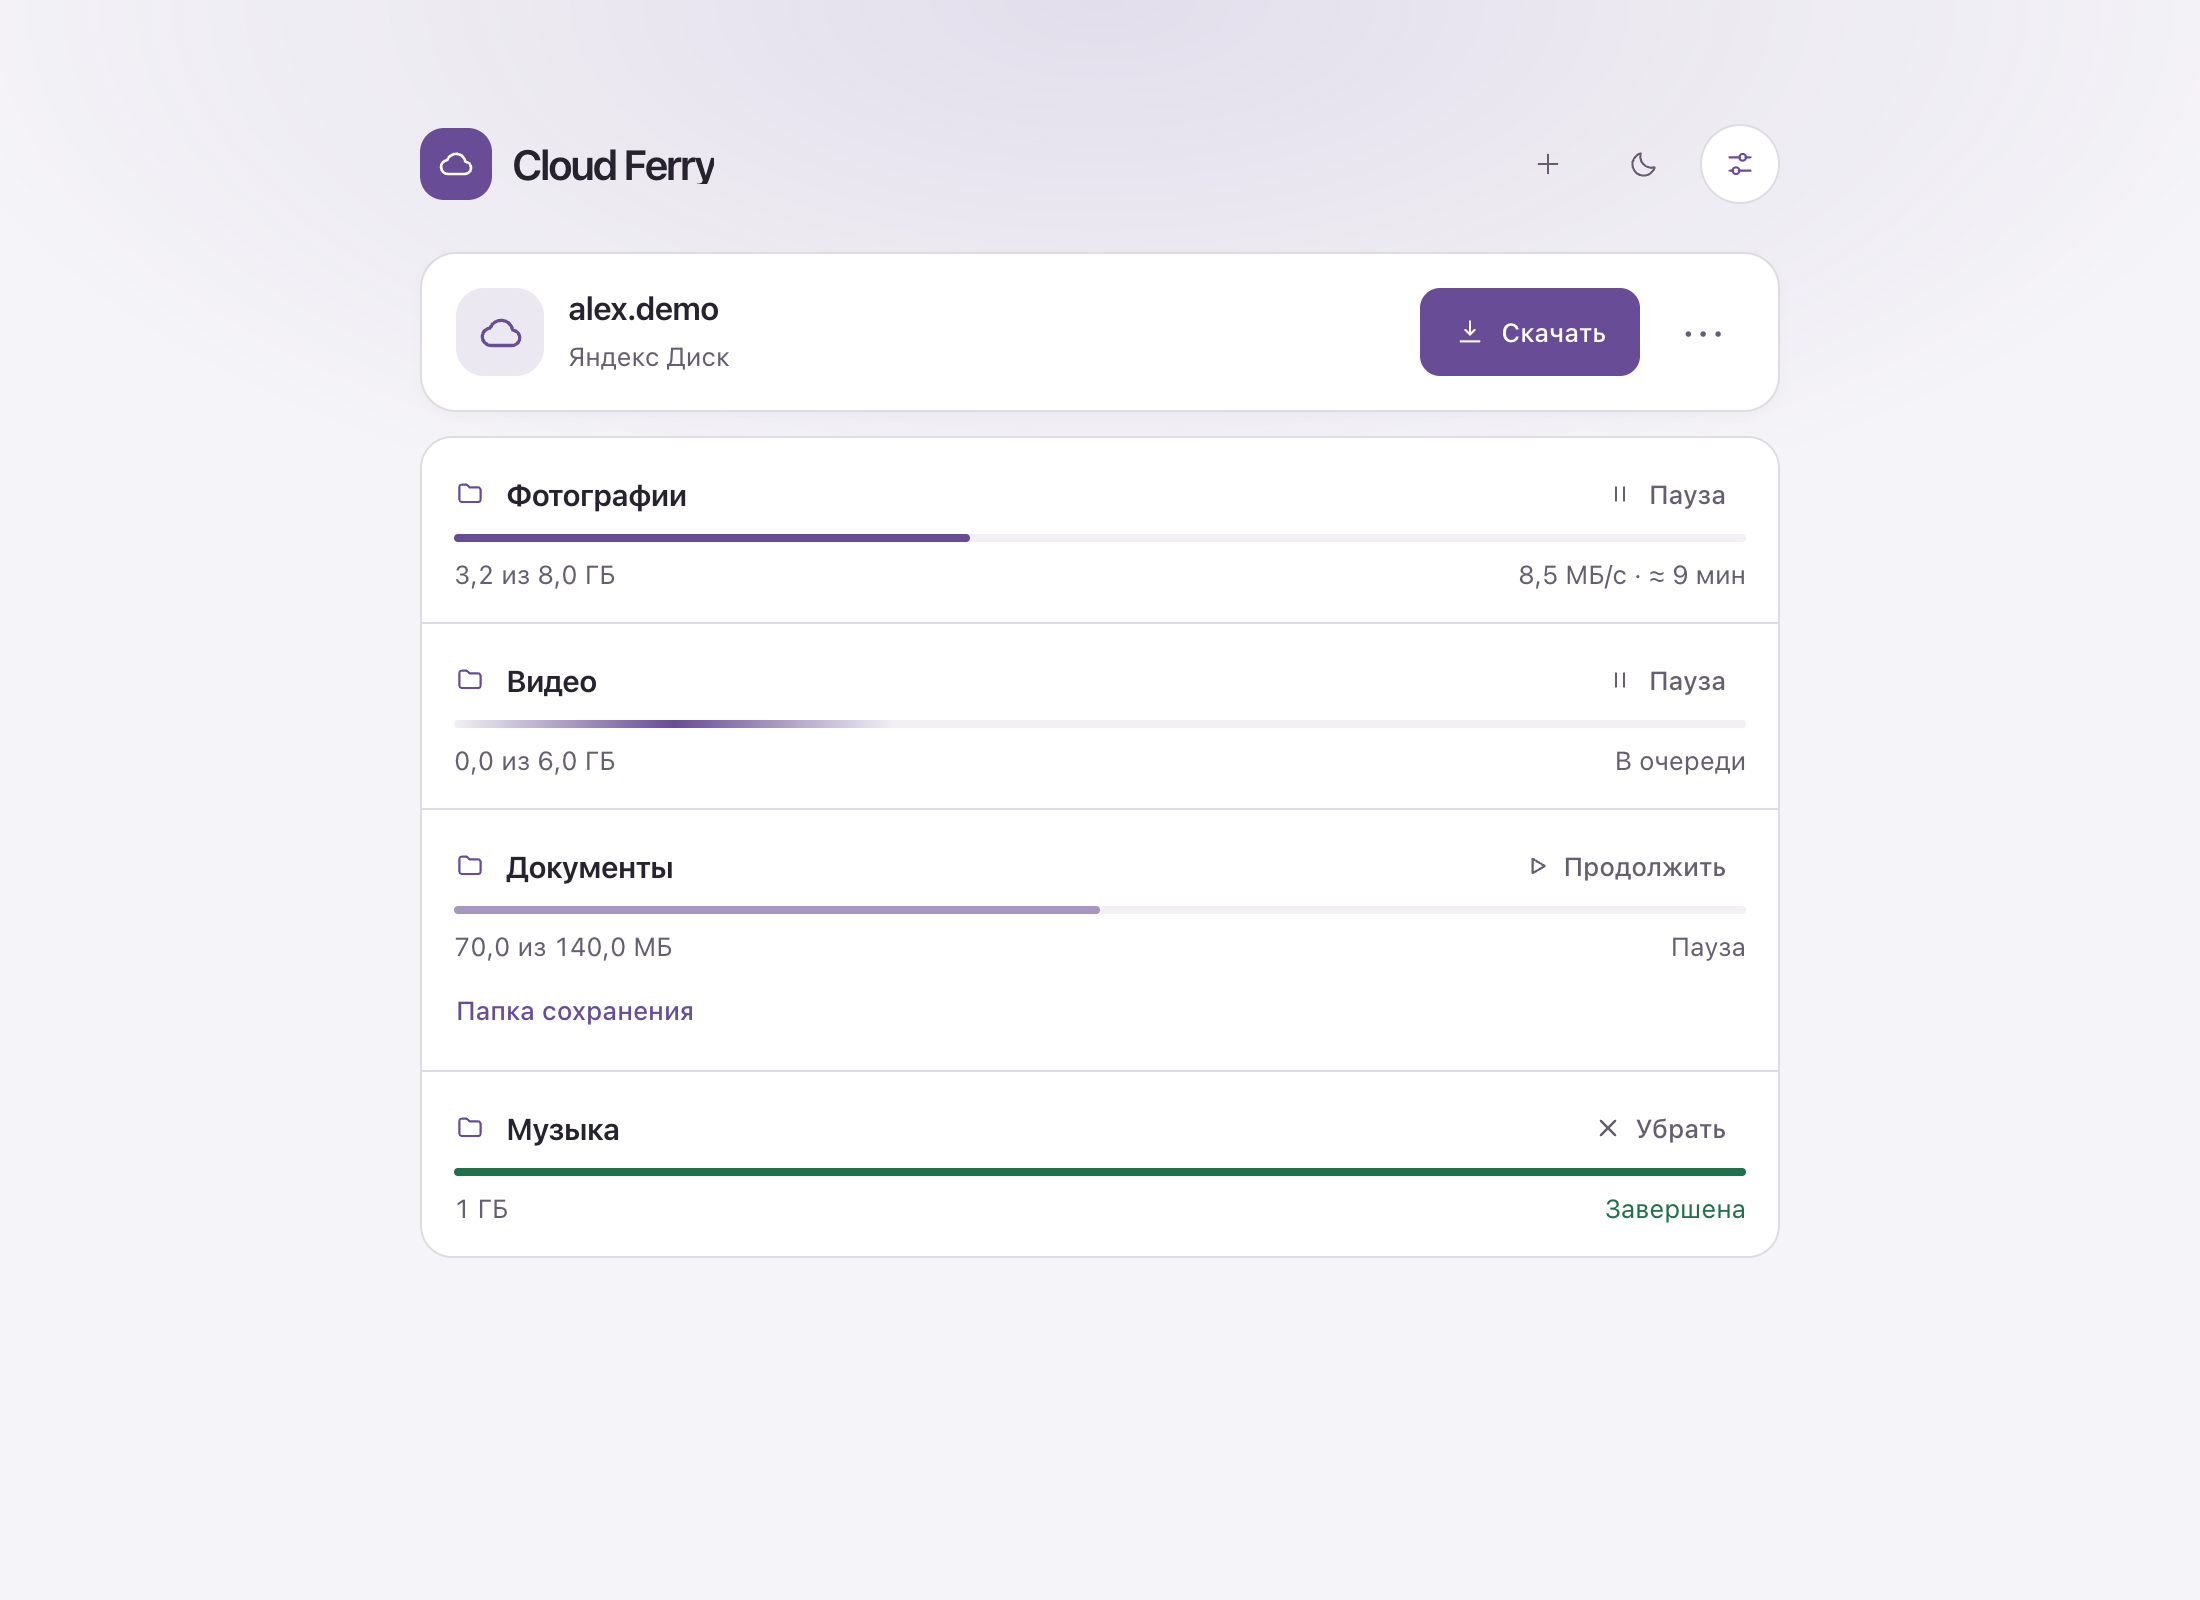 Cloud Ferry
alex.demo
Яндекс Диск
Скачать
Фотографии
Пауза
3,2 из 8,0 ГБ
8,5 МБ/с · ≈ 9 мин
Видео
Пауза
0,0 из 6,0 ГБ
В очереди
Документы
Продолжить
70,0 из 140,0 МБ
Пауза
Папка сохранения
Музыка
Убрать
1 ГБ
Завершена